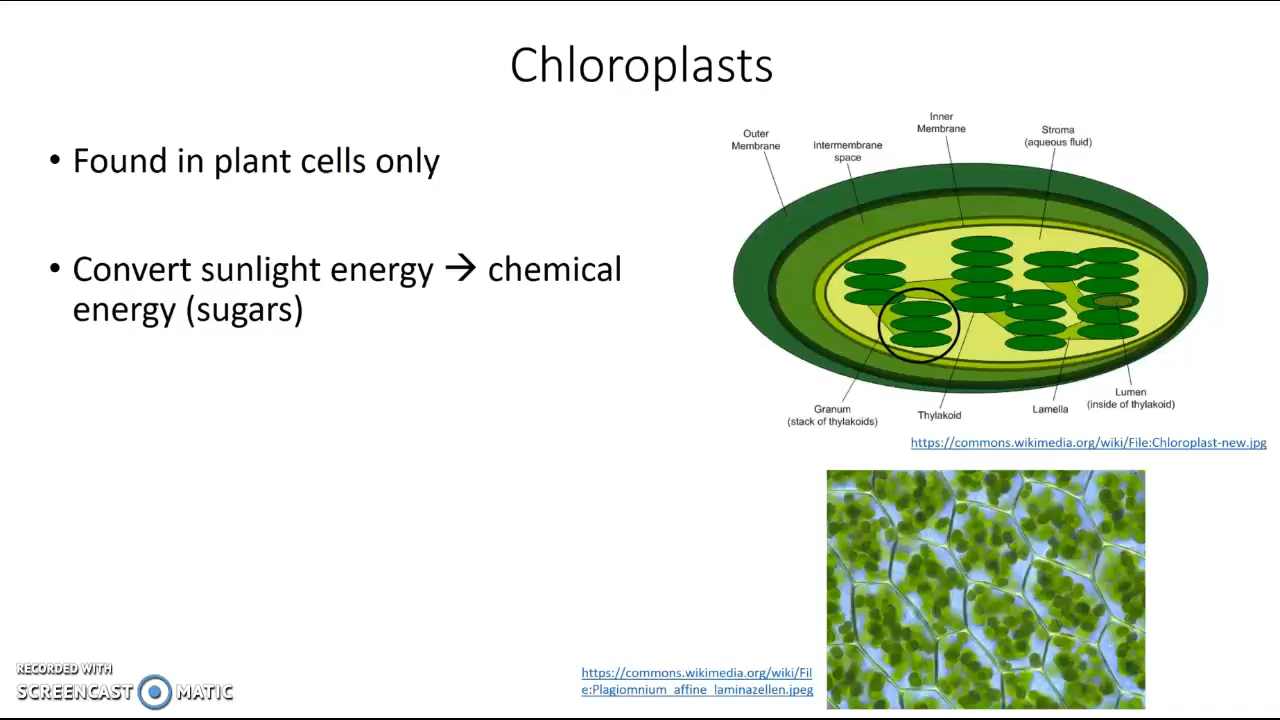 Chloroplasts
• Found in plant cells only
• Convert sunlight energy → chemical
energy (sugars)
Outer
Membrane
Intermembrane
space
Inner
Membrane
Stroma
(aqueous fluid)
Granum
(stack of thylakoids)
Thylakoid
Lamella
Lumen
(inside of thylakoid)
https://commons.wikimedia.org/wiki/File:Chloroplast-new.jpg
https://commons.wikimedia.org/wiki/Fil
e:Plagiomnium_affine_laminazellen.jpeg
RECORDED WITH
SCREENCAST MATIC